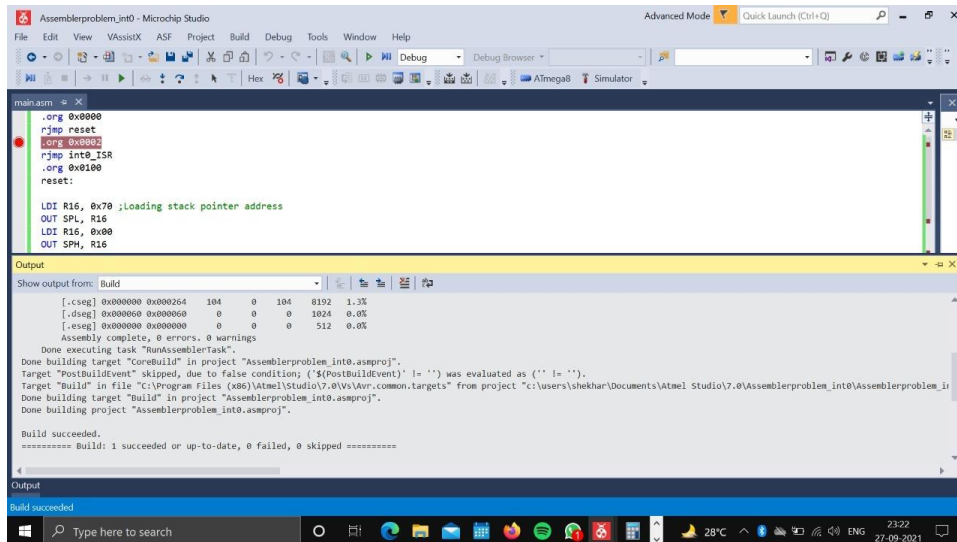 Assemblerproblem_int0 - Microchip Studio
Advanced Mode
Quick Launch (Ctrl+Q)
File Edit View VAssistX ASF Project Build Debug Tools Window Help
Debug
Debug Browser
Hex
ATmega8
Simulator
main.asm
.org 0x0000
rjmp reset
.org 0x0002
rjmp int0_ISR
.org 0x0100
reset:
LDI R16, 0x70 ;Loading stack pointer address
OUT SPL, R16
LDI R16, 0x00
OUT SPH, R16
Output
Show output from: Build
[.cseg] 0x000000 0x000264 104 0 104 8192 1.3%
[.dseg] 0x000060 0x000060 0 0 0 1024 0.0%
[.eseg] 0x000000 0x000000 0 0 0 512 0.0%
Assembly complete, 0 errors. 0 warnings
Done executing task "RunAssemblerTask".
Done building target "CoreBuild" in project "Assemblerproblem_int0.asmproj".
Target "PostBuildEvent" skipped, due to false condition; ('$(PostBuildEvent)' != '') was evaluated as ('' != '').
Target "Build" in file "C:\Program Files (x86)\Atmel\Studio\7.0\Vs\Avr.common.targets" from project "c:\users\shekhar\Documents\Atmel Studio\7.0\Assemblerproblem_int0\Assemblerproblem_in
Done building target "Build" in project "Assemblerproblem_int0.asmproj".
Done building project "Assemblerproblem_int0.asmproj".
Build succeeded.
========== Build: 1 succeeded or up-to-date, 0 failed, 0 skipped ==========
Output
Build succeeded
Type here to search
28°C
ENG
23:22
27-09-2021